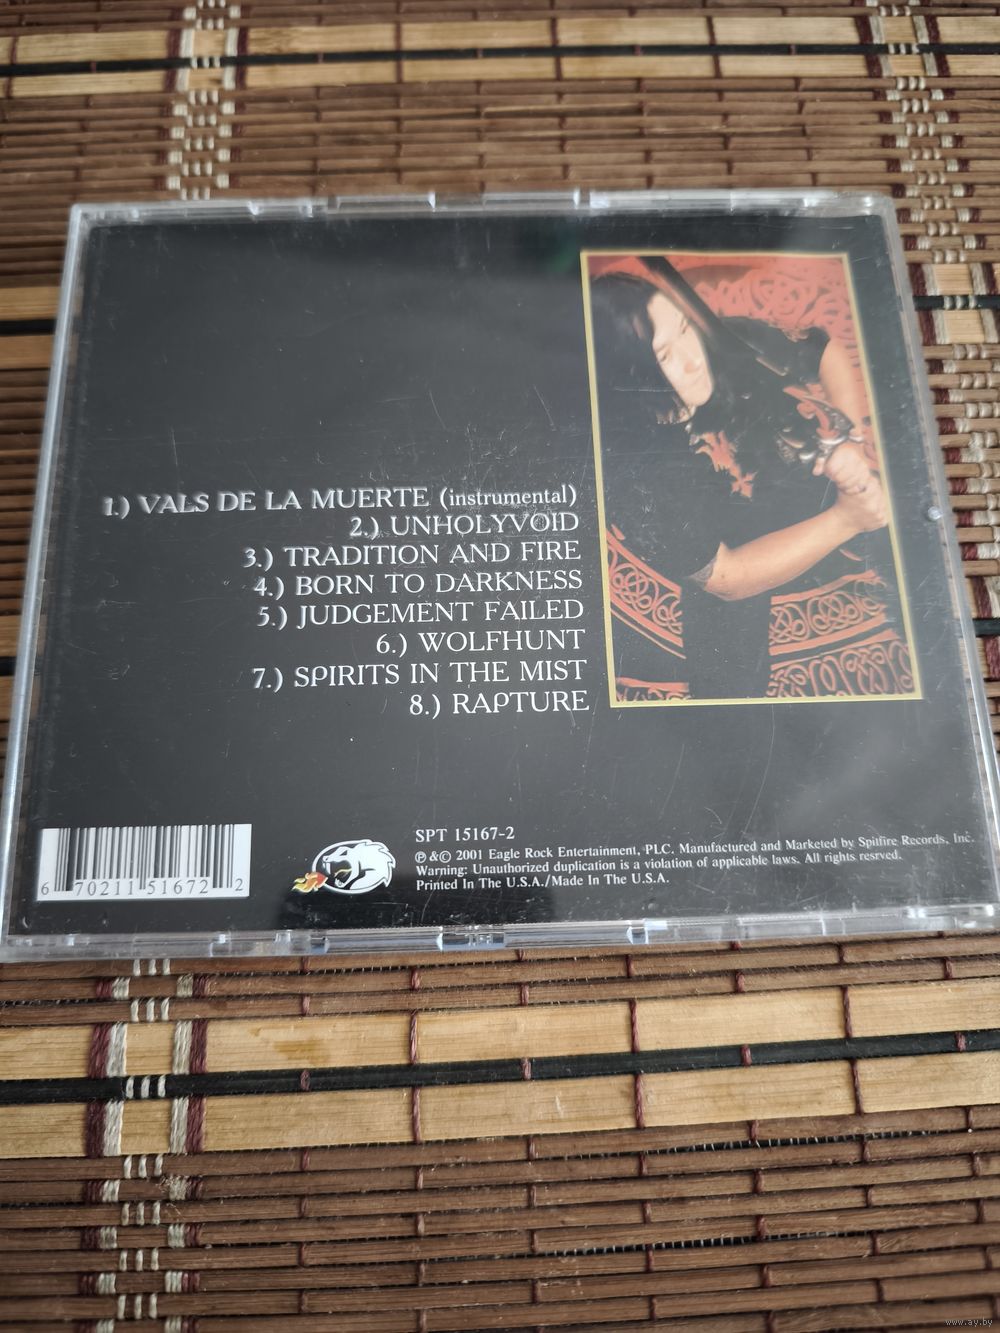 1.) VALS DE LA MUERTE (instrumental)
2.) UNHOLYVOID
3.) TRADITION AND FIRE
4.) BORN TO DARKNESS
5.) JUDGEMENT FAILED
6.) WOLFHUNT
7.) SPIRITS IN THE MIST
8.) RAPTURE
SPT 15167-2
℗ &© 2001 Eagle Rock Entertainment, PLC. Manufactured and Marketed by Spitfire Records, Inc.
Warning: Unauthorized duplication is a violation of applicable laws. All rights resrved.
Printed In The U.S.A./Made In The U.S.A.
6 70211 51672 2
www.ay.by